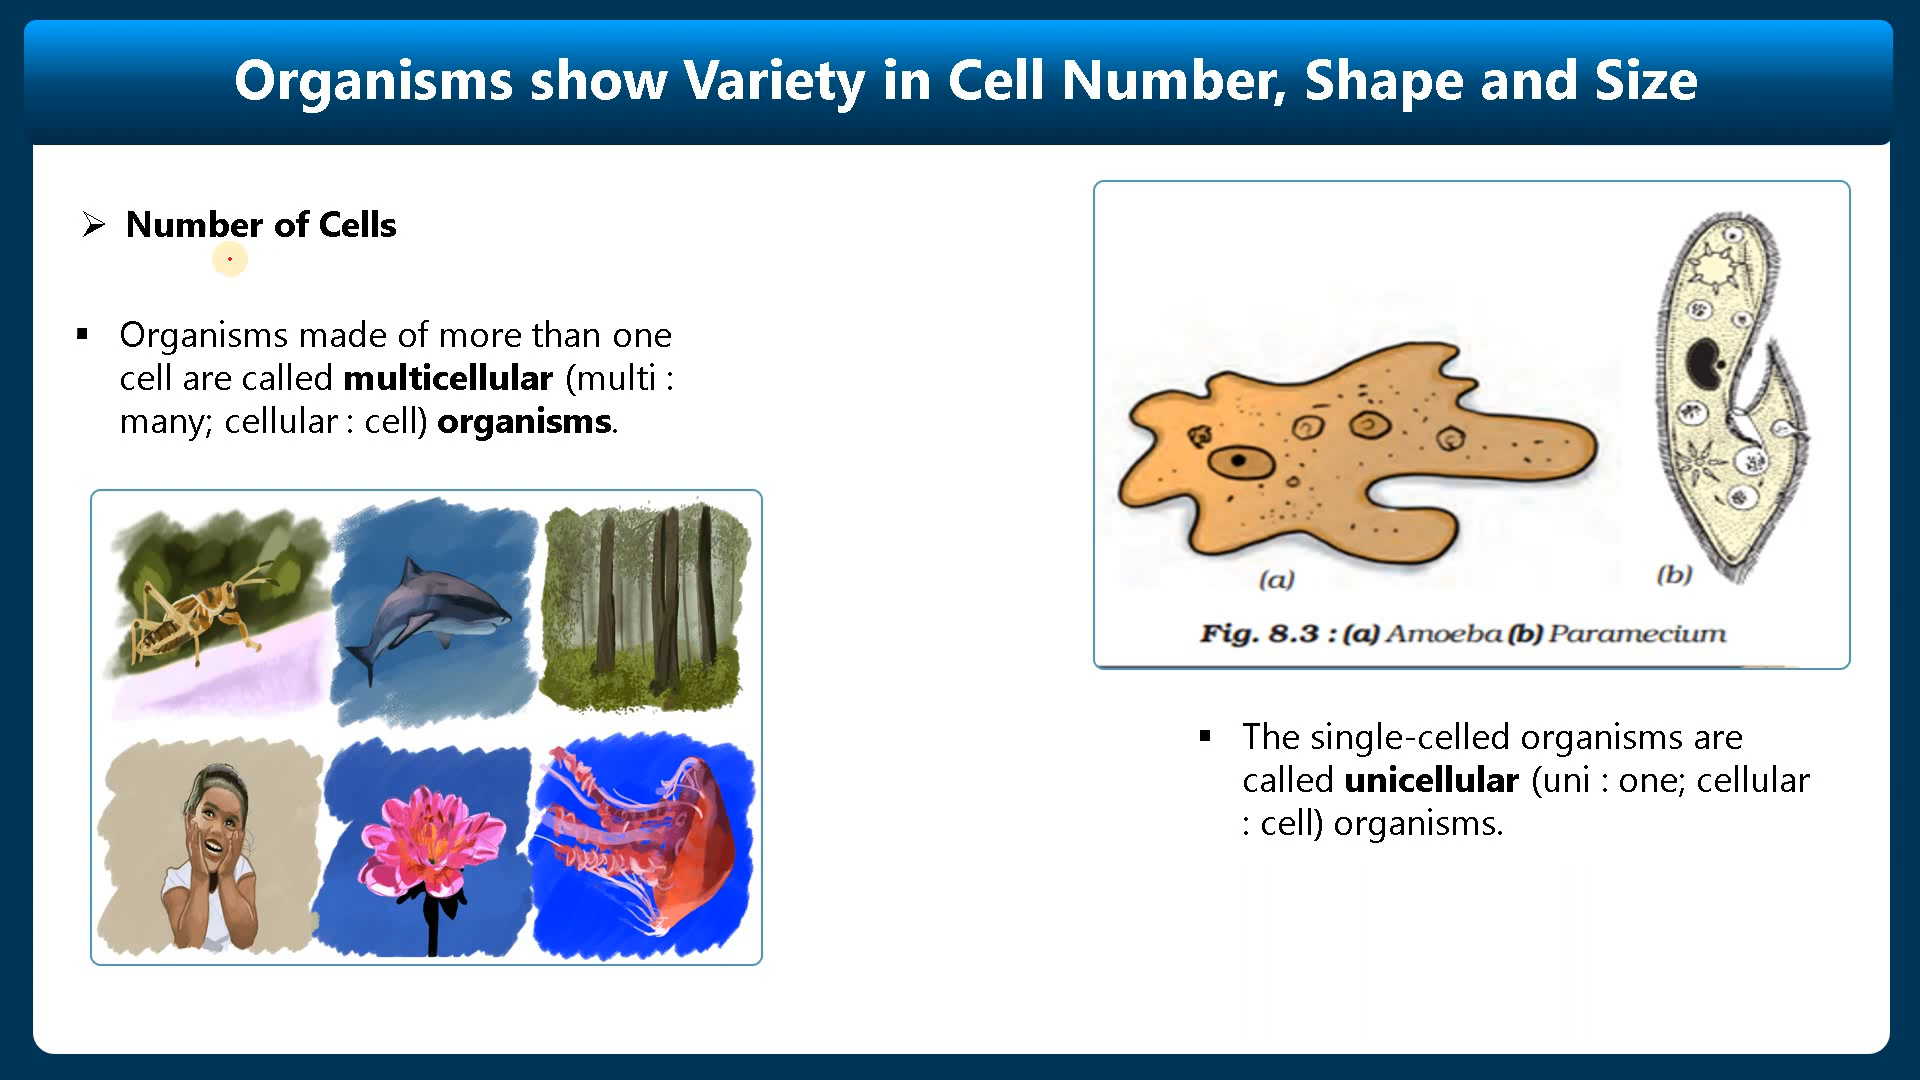 Organisms show Variety in Cell Number, Shape and Size
➢ Number of Cells
▪ Organisms made of more than one
cell are called multicellular (multi :
many; cellular : cell) organisms.
(a)
(b)
Fig. 8.3 : (a) Amoeba (b) Paramecium
▪ The single-celled organisms are
called unicellular (uni : one; cellular
: cell) organisms.